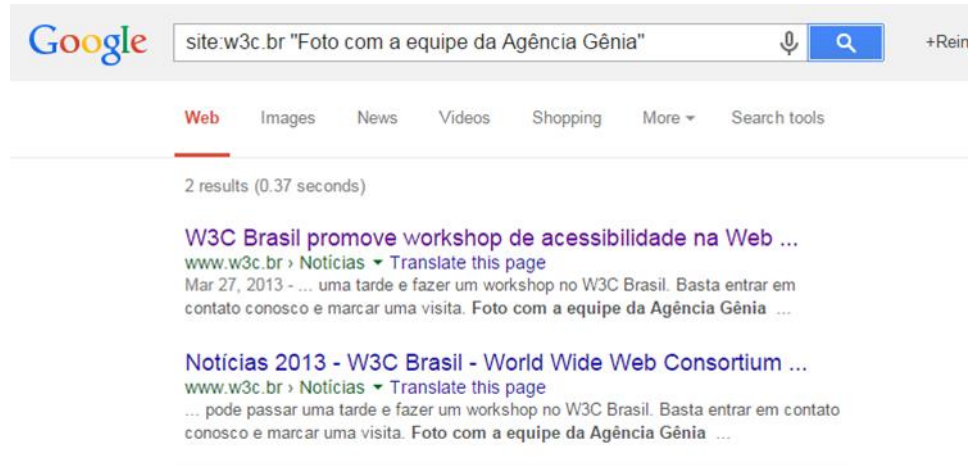 Google site:w3c.br "Foto com a equipe da Agência Gênia" +Rein
Web Images News Videos Shopping More Search tools
2 results (0.37 seconds)
W3C Brasil promove workshop de acessibilidade na Web ...
www.w3c.br › Notícias Translate this page
Mar 27, 2013 - ... uma tarde e fazer um workshop no W3C Brasil. Basta entrar em
contato conosco e marcar uma visita. Foto com a equipe da Agência Gênia ...
Notícias 2013 - W3C Brasil - World Wide Web Consortium ...
www.w3c.br › Notícias Translate this page
... pode passar uma tarde e fazer um workshop no W3C Brasil. Basta entrar em contato
conosco e marcar uma visita. Foto com a equipe da Agência Gênia ...